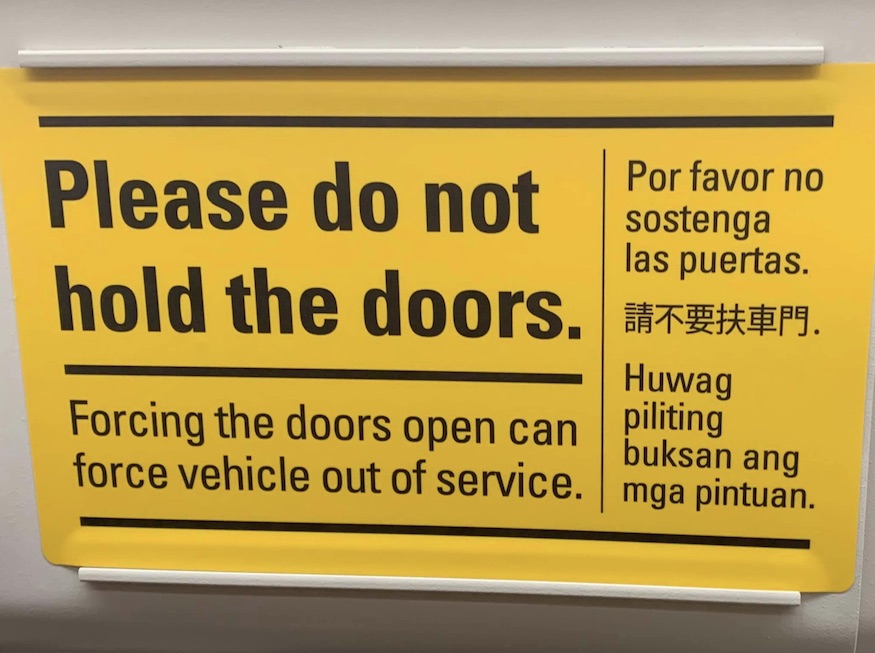 Please do not
hold the doors.
Forcing the doors open can
force vehicle out of service.
Por favor no
sostenga
las puertas.
請不要扶車門.
Huwag
piliting
buksan ang
mga pintuan.